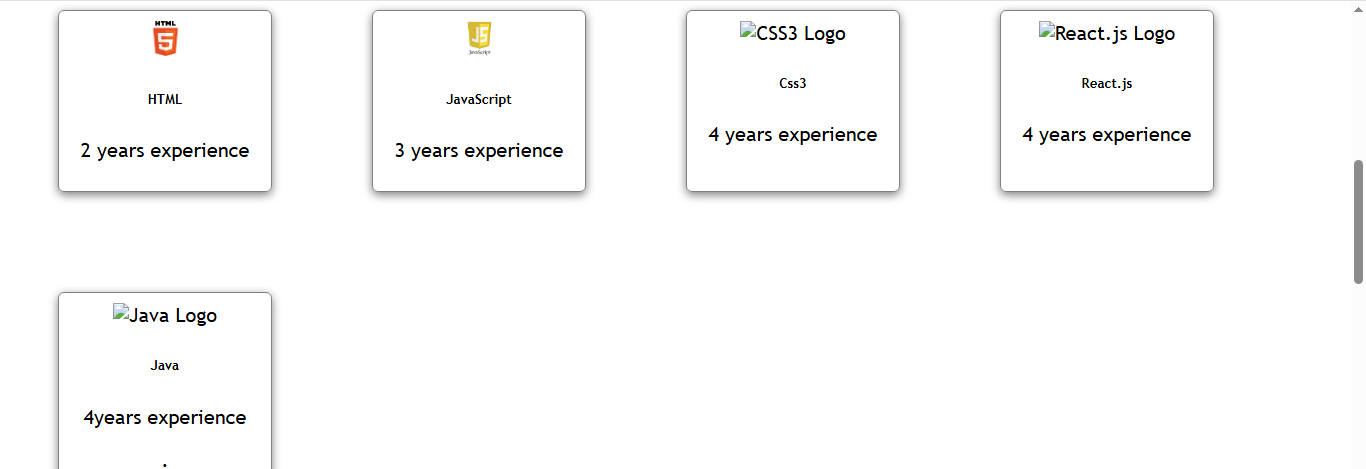 HTML
5
HTML
2 years experience
JS
JavaScript
JavaScript
3 years experience
CSS3 Logo
Css3
4 years experience
React.js Logo
React.js
4 years experience
Java Logo
Java
4years experience